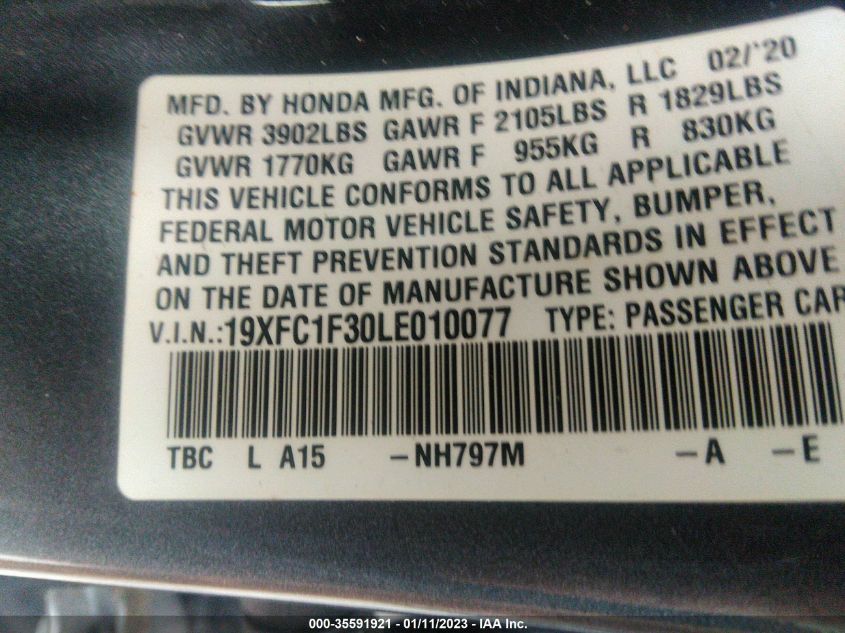 MFD. BY HONDA MFG. OF INDIANA, LLC 02/'20
GVWR 3902LBS GAWR F 2105LBS R 1829LBS
GVWR 1770KG GAWR F 955KG R 830KG
THIS VEHICLE CONFORMS TO ALL APPLICABLE
FEDERAL MOTOR VEHICLE SAFETY, BUMPER,
AND THEFT PREVENTION STANDARDS IN EFFECT
ON THE DATE OF MANUFACTURE SHOWN ABOVE
V.I.N.:19XFC1F30LE010077 TYPE: PASSENGER CAR
TBC L A15 -NH797M -A -E
000-35591921 - 01/11/2023 - IAA Inc.